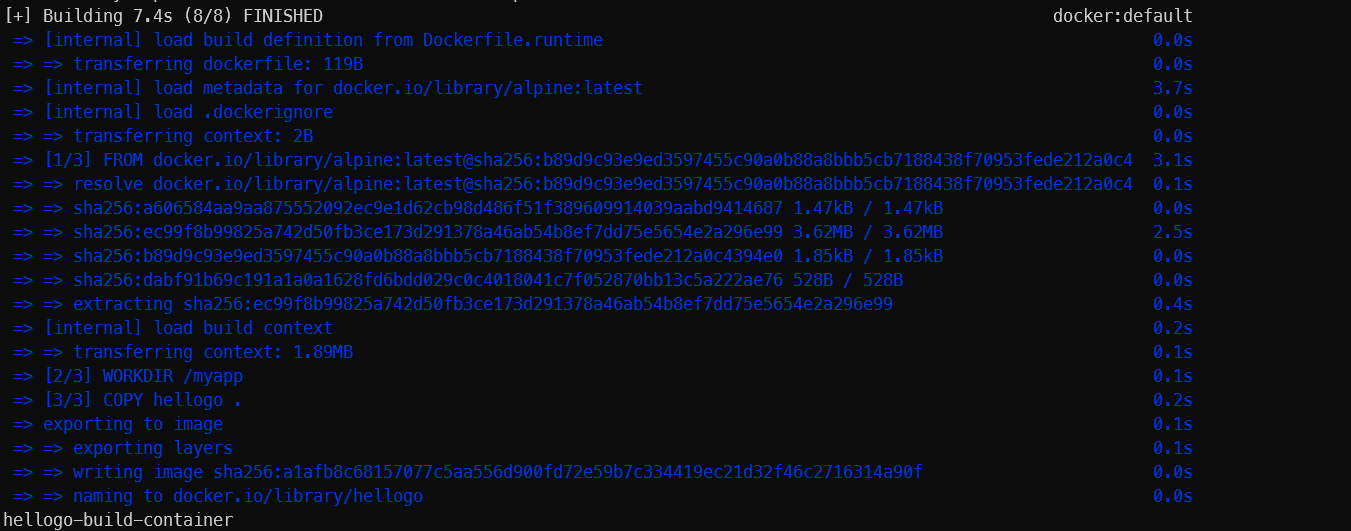 [+] Building 7.4s (8/8) FINISHED docker:default
=> [internal] load build definition from Dockerfile.runtime 0.0s
=> => transferring dockerfile: 119B 0.0s
=> [internal] load metadata for docker.io/library/alpine:latest 3.7s
=> [internal] load .dockerignore 0.0s
=> => transferring context: 2B 0.0s
=> [1/3] FROM docker.io/library/alpine:latest@sha256:b89d9c93e9ed3597455c90a0b88a8bbb5cb7188438f70953fede212a0c4 3.1s
=> => resolve docker.io/library/alpine:latest@sha256:b89d9c93e9ed3597455c90a0b88a8bbb5cb7188438f70953fede212a0c4 0.1s
=> => sha256:a606584aa9aa875552092ec9e1d62cb98d486f51f389609914039aabd9414687 1.47kB / 1.47kB 0.0s
=> => sha256:ec99f8b99825a742d50fb3ce173d291378a46ab54b8ef7dd75e5654e2a296e99 3.62MB / 3.62MB 2.5s
=> => sha256:b89d9c93e9ed3597455c90a0b88a8bbb5cb7188438f70953fede212a0c4394e0 1.85kB / 1.85kB 0.0s
=> => sha256:dabf91b69c191a1a0a1628fd6bdd029c0c4018041c7f052870bb13c5a222ae76 528B / 528B 0.0s
=> => extracting sha256:ec99f8b99825a742d50fb3ce173d291378a46ab54b8ef7dd75e5654e2a296e99 0.4s
=> [internal] load build context 0.2s
=> => transferring context: 1.89MB 0.1s
=> [2/3] WORKDIR /myapp 0.1s
=> [3/3] COPY hellogo . 0.2s
=> exporting to image 0.1s
=> => exporting layers 0.1s
=> => writing image sha256:a1afb8c68157077c5aa556d900fd72e59b7c334419ec21d32f46c2716314a90f 0.0s
=> => naming to docker.io/library/hellogo 0.0s
hellogo-build-container